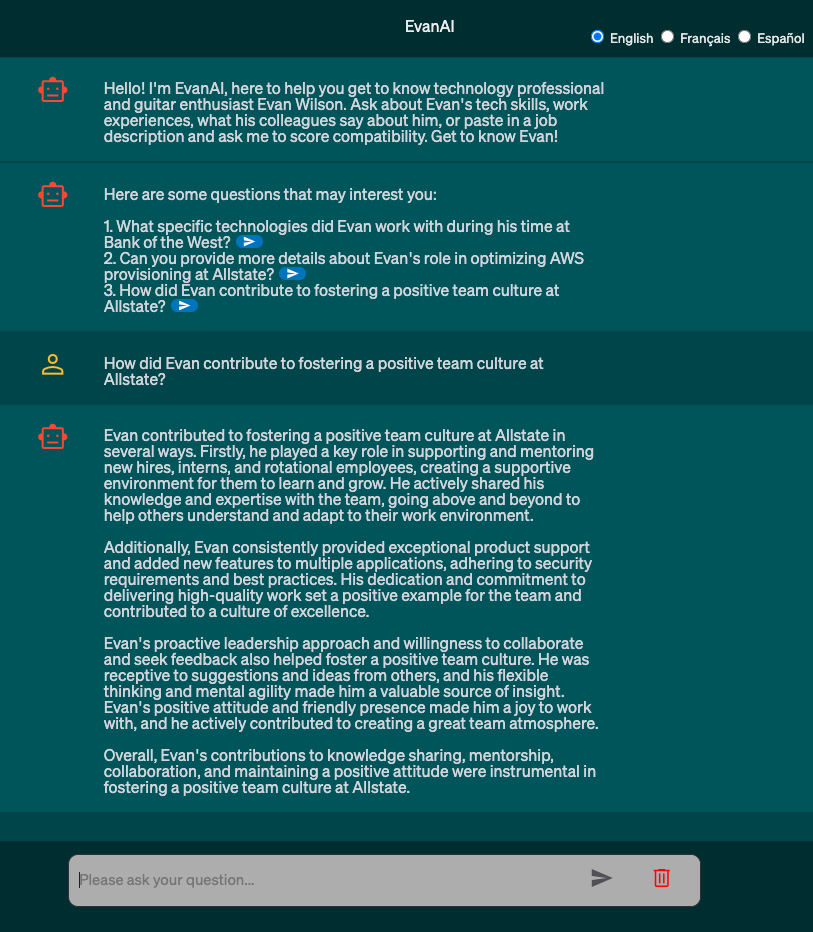 EvanAI
English Français Español
Hello! I'm EvanAI, here to help you get to know technology professional
and guitar enthusiast Evan Wilson. Ask about Evan's tech skills, work
experiences, what his colleagues say about him, or paste in a job
description and ask me to score compatibility. Get to know Evan!
Here are some questions that may interest you:
1. What specific technologies did Evan work with during his time at
Bank of the West?
2. Can you provide more details about Evan's role in optimizing AWS
provisioning at Allstate?
3. How did Evan contribute to fostering a positive team culture at
Allstate?
How did Evan contribute to fostering a positive team culture at
Allstate?
Evan contributed to fostering a positive team culture at Allstate in
several ways. Firstly, he played a key role in supporting and mentoring
new hires, interns, and rotational employees, creating a supportive
environment for them to learn and grow. He actively shared his
knowledge and expertise with the team, going above and beyond to
help others understand and adapt to their work environment.
Additionally, Evan consistently provided exceptional product support
and added new features to multiple applications, adhering to security
requirements and best practices. His dedication and commitment to
delivering high-quality work set a positive example for the team and
contributed to a culture of excellence.
Evan's proactive leadership approach and willingness to collaborate
and seek feedback also helped foster a positive team culture. He was
receptive to suggestions and ideas from others, and his flexible
thinking and mental agility made him a valuable source of insight.
Evan's positive attitude and friendly presence made him a joy to work
with, and he actively contributed to creating a great team atmosphere.
Overall, Evan's contributions to knowledge sharing, mentorship,
collaboration, and maintaining a positive attitude were instrumental in
fostering a positive team culture at Allstate.
Please ask your question...